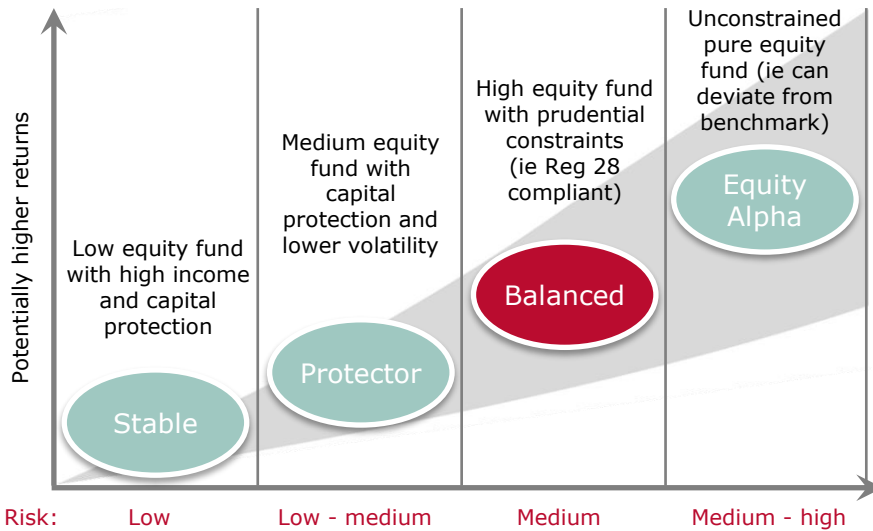 Potentially higher returns
Low equity fund
with high income
and capital
protection
Stable
Medium equity
fund with
capital
protection and
lower volatility
Protector
High equity fund
with prudential
constraints
(ie Reg 28
compliant)
Balanced
Unconstrained
pure equity
fund (ie can
deviate from
benchmark)
Equity
Alpha
Risk: Low Low - medium Medium Medium - high